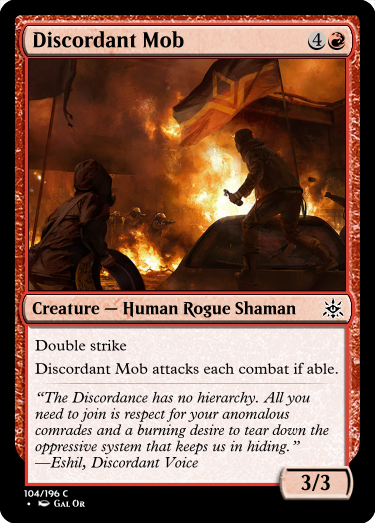 Discordant Mob 4
Creature — Human Rogue Shaman
Double strike
Discordant Mob attacks each combat if able.
“The Discordance has no hierarchy. All you
need to join is respect for your anomalous
comrades and a burning desire to tear down the
oppressive system that keeps us in hiding.”
—Eshil, Discordant Voice
3/3
104/196 C
• Gal Or